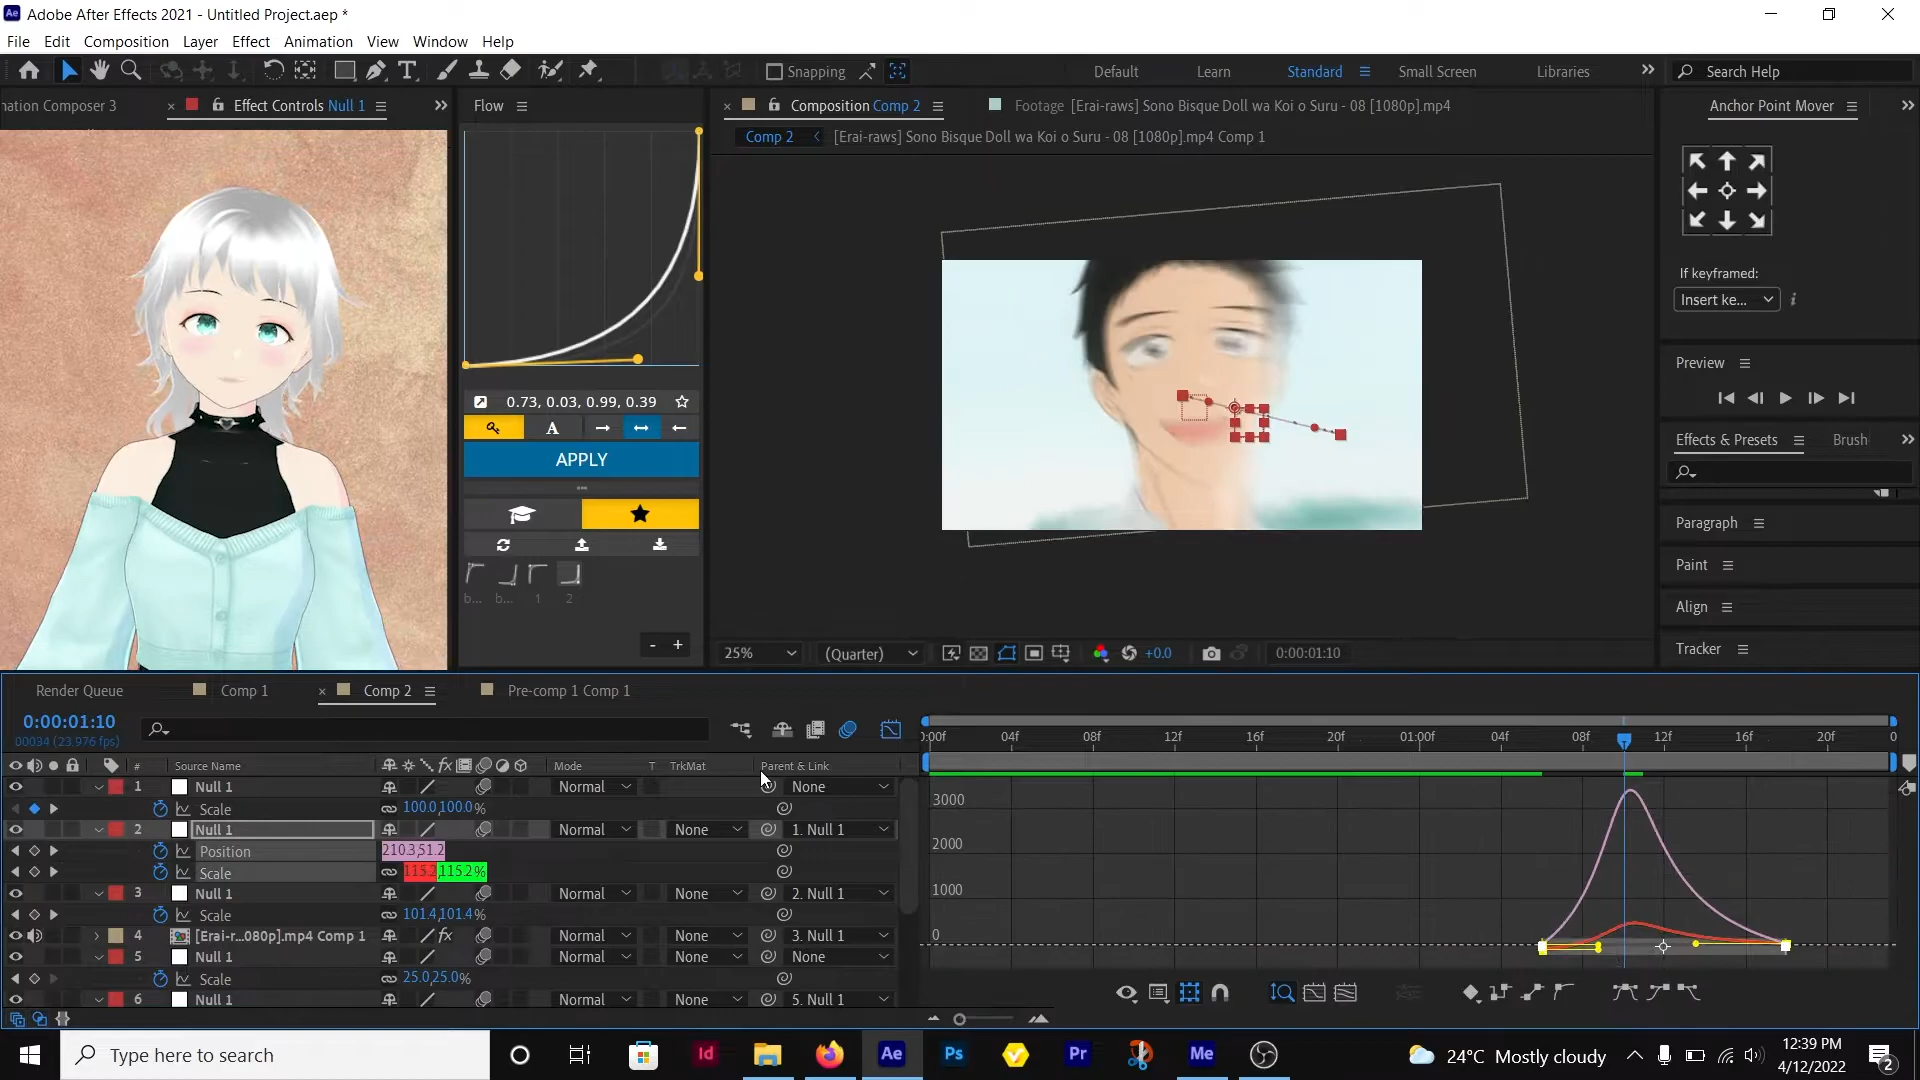 Adobe After Effects 2021 - Untitled Project.aep *
File Edit Composition Layer Effect Animation View Window Help
Snapping
Default Learn Standard Small Screen Libraries
Search Help
nation Composer 3
Effect Controls Null 1
Flow
Composition Comp 2
Footage [Erai-raws] Sono Bisque Doll wa Koi o Suru - 08 [1080p].mp4
Anchor Point Mover
Comp 2 [Erai-raws] Sono Bisque Doll wa Koi o Suru - 08 [1080p].mp4 Comp 1
If keyframed:
Insert ke...
Preview
0.73, 0.03, 0.99, 0.39
A
Effects & Presets
Brush
APPLY
Paragraph
Paint
b... b... 1 2
Align
- +
25%
(Quarter)
+0.0
0:00:01:10
Tracker
Render Queue
Comp 1
Comp 2
Pre-comp 1 Comp 1
0:00:01:10
00034 (23.976 fps)
:00f 04f 08f 12f 16f 20f 01:00f 04f 08f 12f 16f 20f 0
# Source Name Mode T TrkMat Parent & Link
1 Null 1 Normal None
Scale 100.0,100.0%
2 Null 1 Normal None 1. Null 1
Position 210.3,51.2
Scale 115.2,115.2%
3 Null 1 Normal None 2. Null 1
Scale 101.4,101.4%
4 [Erai-r...080p].mp4 Comp 1 Normal None 3. Null 1
5 Null 1 Normal None None
Scale 25.0,25.0%
6 Null 1 Normal None 5. Null 1
3000
2000
1000
0
Type here to search
Id
Ae
Ps
Pr
Me
24°C Mostly cloudy
12:39 PM
4/12/2022
2